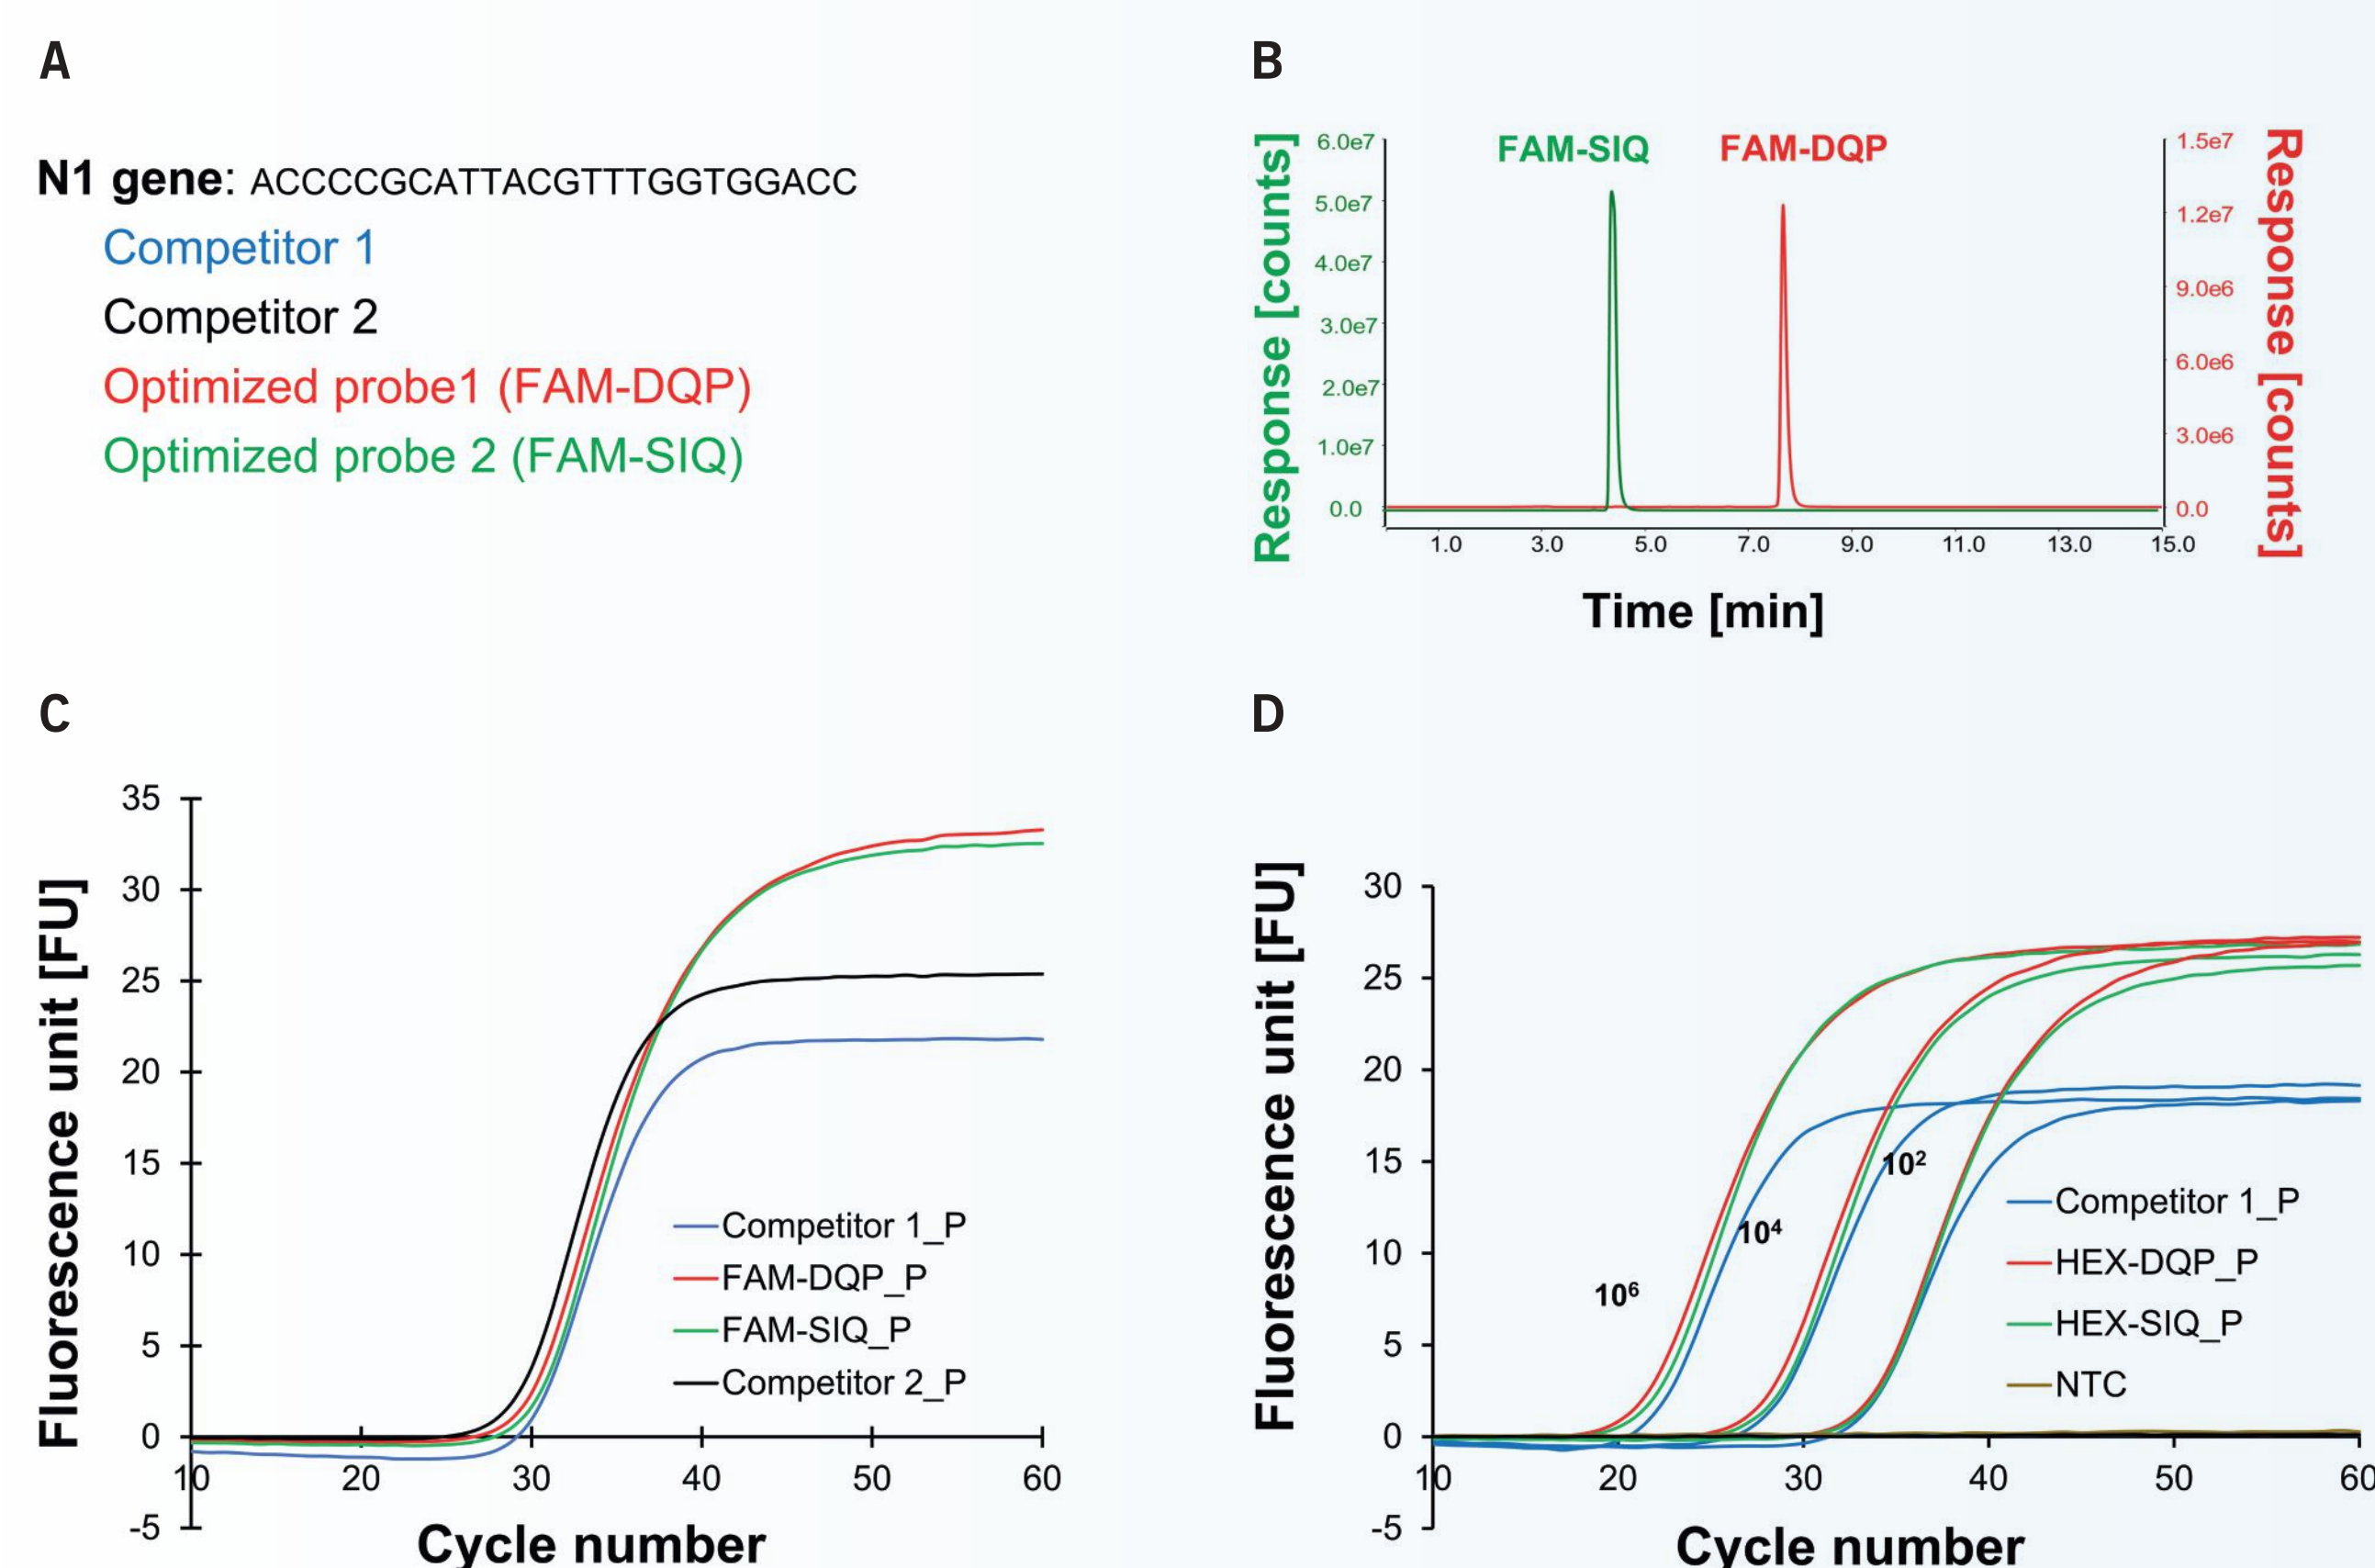 A
N1 gene: ACCCCGCATTACGTTTGGTGGACC
Competitor 1
Competitor 2
Optimized probe1 (FAM-DQP)
Optimized probe 2 (FAM-SIQ)
B
Response [counts]
6.0e7
5.0e7
4.0e7
3.0e7
2.0e7
1.0e7
0.0
FAM-SIQ FAM-DQP
1.5e7
1.2e7
9.0e6
6.0e6
3.0e6
0.0
Response [counts]
1.0 3.0 5.0 7.0 9.0 11.0 13.0 15.0
Time [min]
C
Fluorescence unit [FU]
35
30
25
20
15
10
5
0
-5
Competitor 1_P
FAM-DQP_P
FAM-SIQ_P
Competitor 2_P
10 20 30 40 50 60
Cycle number
D
Fluorescence unit [FU]
30
25
20
15
10
5
0
-5
10⁶
10⁴
10²
Competitor 1_P
HEX-DQP_P
HEX-SIQ_P
NTC
10 20 30 40 50 60
Cycle number